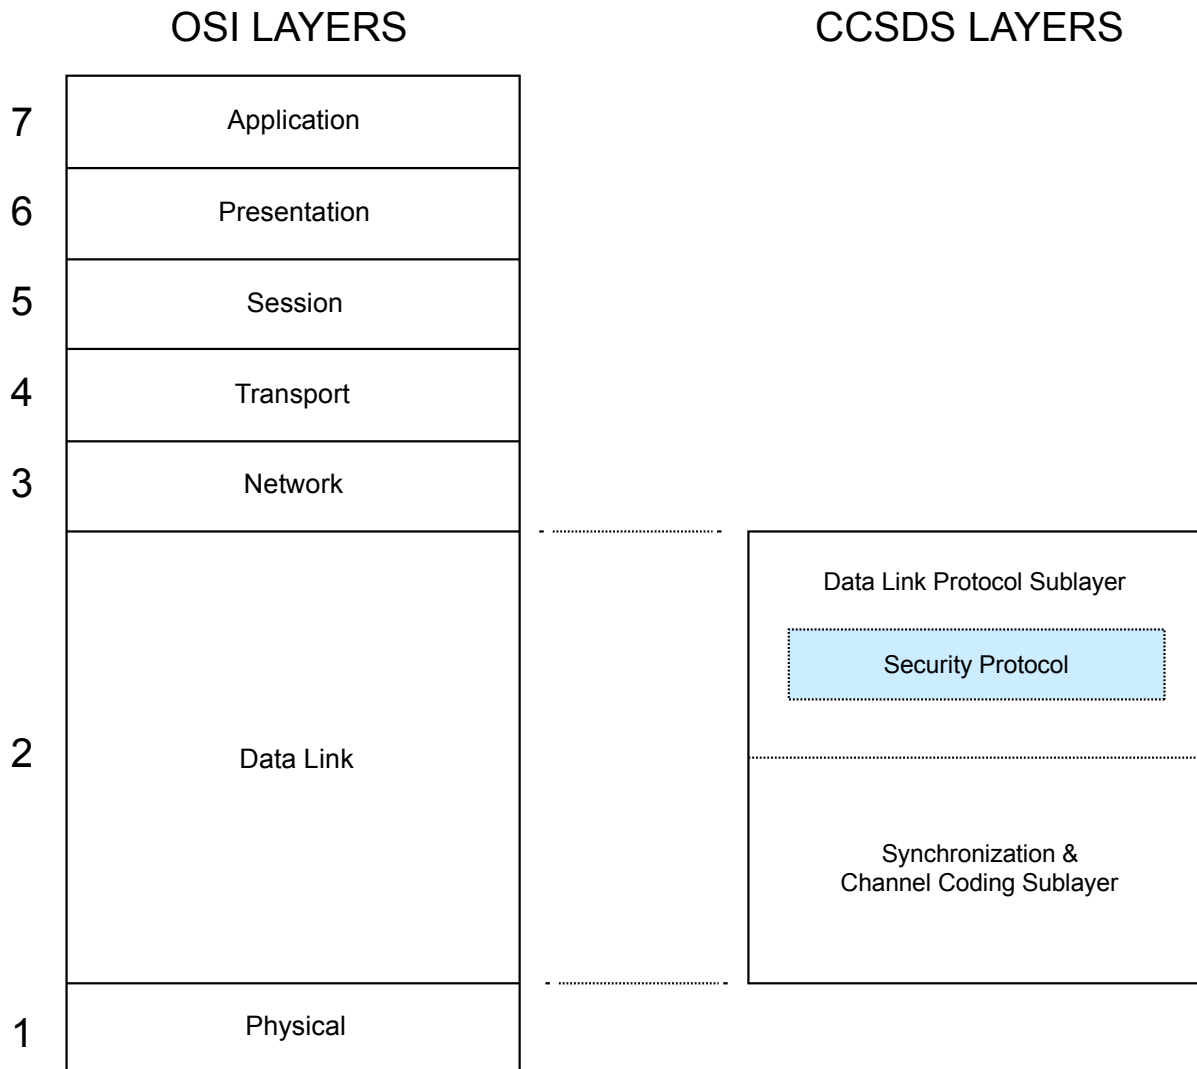 OSI LAYERS
CCSDS LAYERS
7
Application
6
Presentation
5
Session
4
Transport
3
Network
2
Data Link
Data Link Protocol Sublayer
Security Protocol
Synchronization &
Channel Coding Sublayer
1
Physical